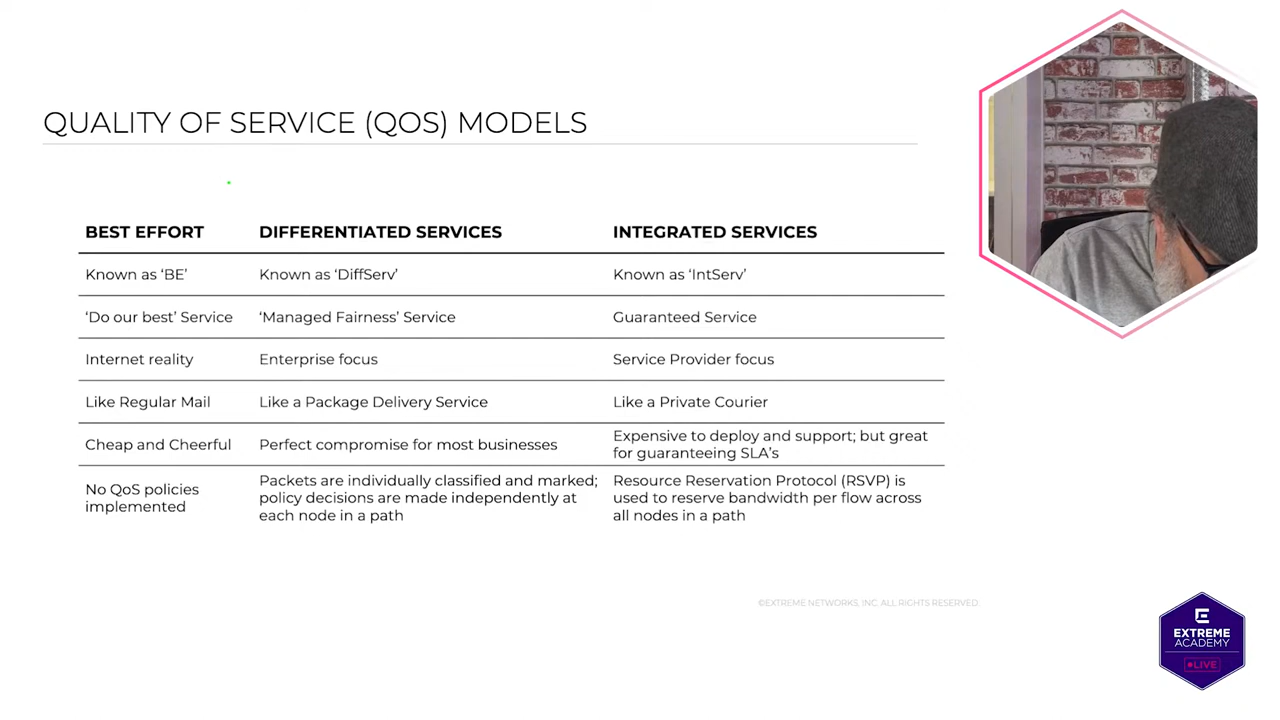 QUALITY OF SERVICE (QOS) MODELS
BEST EFFORT DIFFERENTIATED SERVICES INTEGRATED SERVICES
Known as ‘BE’ Known as ‘DiffServ’ Known as ‘IntServ’
‘Do our best’ Service ‘Managed Fairness’ Service Guaranteed Service
Internet reality Enterprise focus Service Provider focus
Like Regular Mail Like a Package Delivery Service Like a Private Courier
Cheap and Cheerful Perfect compromise for most businesses Expensive to deploy and support; but great
for guaranteeing SLA’s
No QoS policies
implemented
Packets are individually classified and marked;
policy decisions are made independently at
each node in a path
Resource Reservation Protocol (RSVP) is
used to reserve bandwidth per flow across
all nodes in a path
©EXTREME NETWORKS, INC. ALL RIGHTS RESERVED.
E
EXTREME
ACADEMY
LIVE